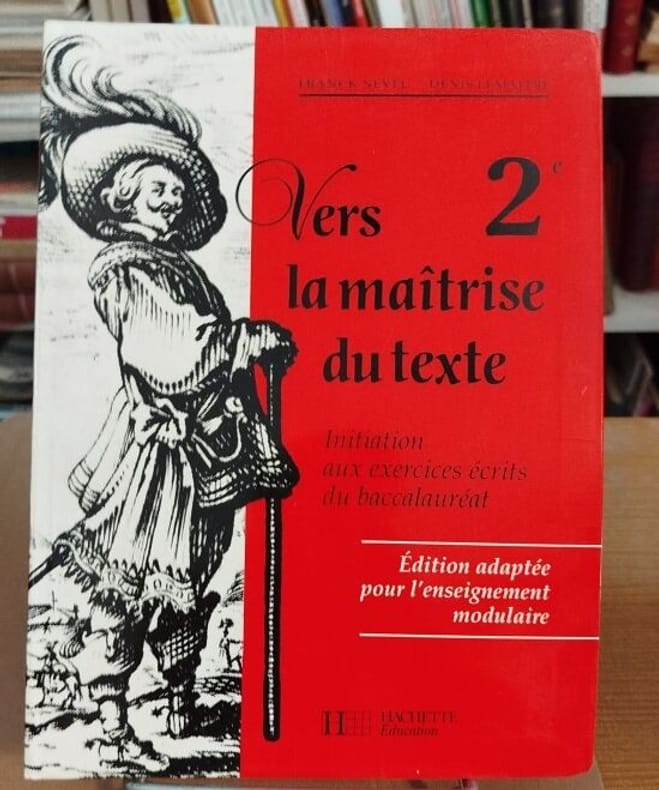 FRANCK NEVEU DENIS LEMAÎTRE
Vers 2e
la maîtrise
du texte
Initiation
aux exercices écrits
du baccalauréat
Édition adaptée
pour l'enseignement
modulaire
H HACHETTE
Éducation